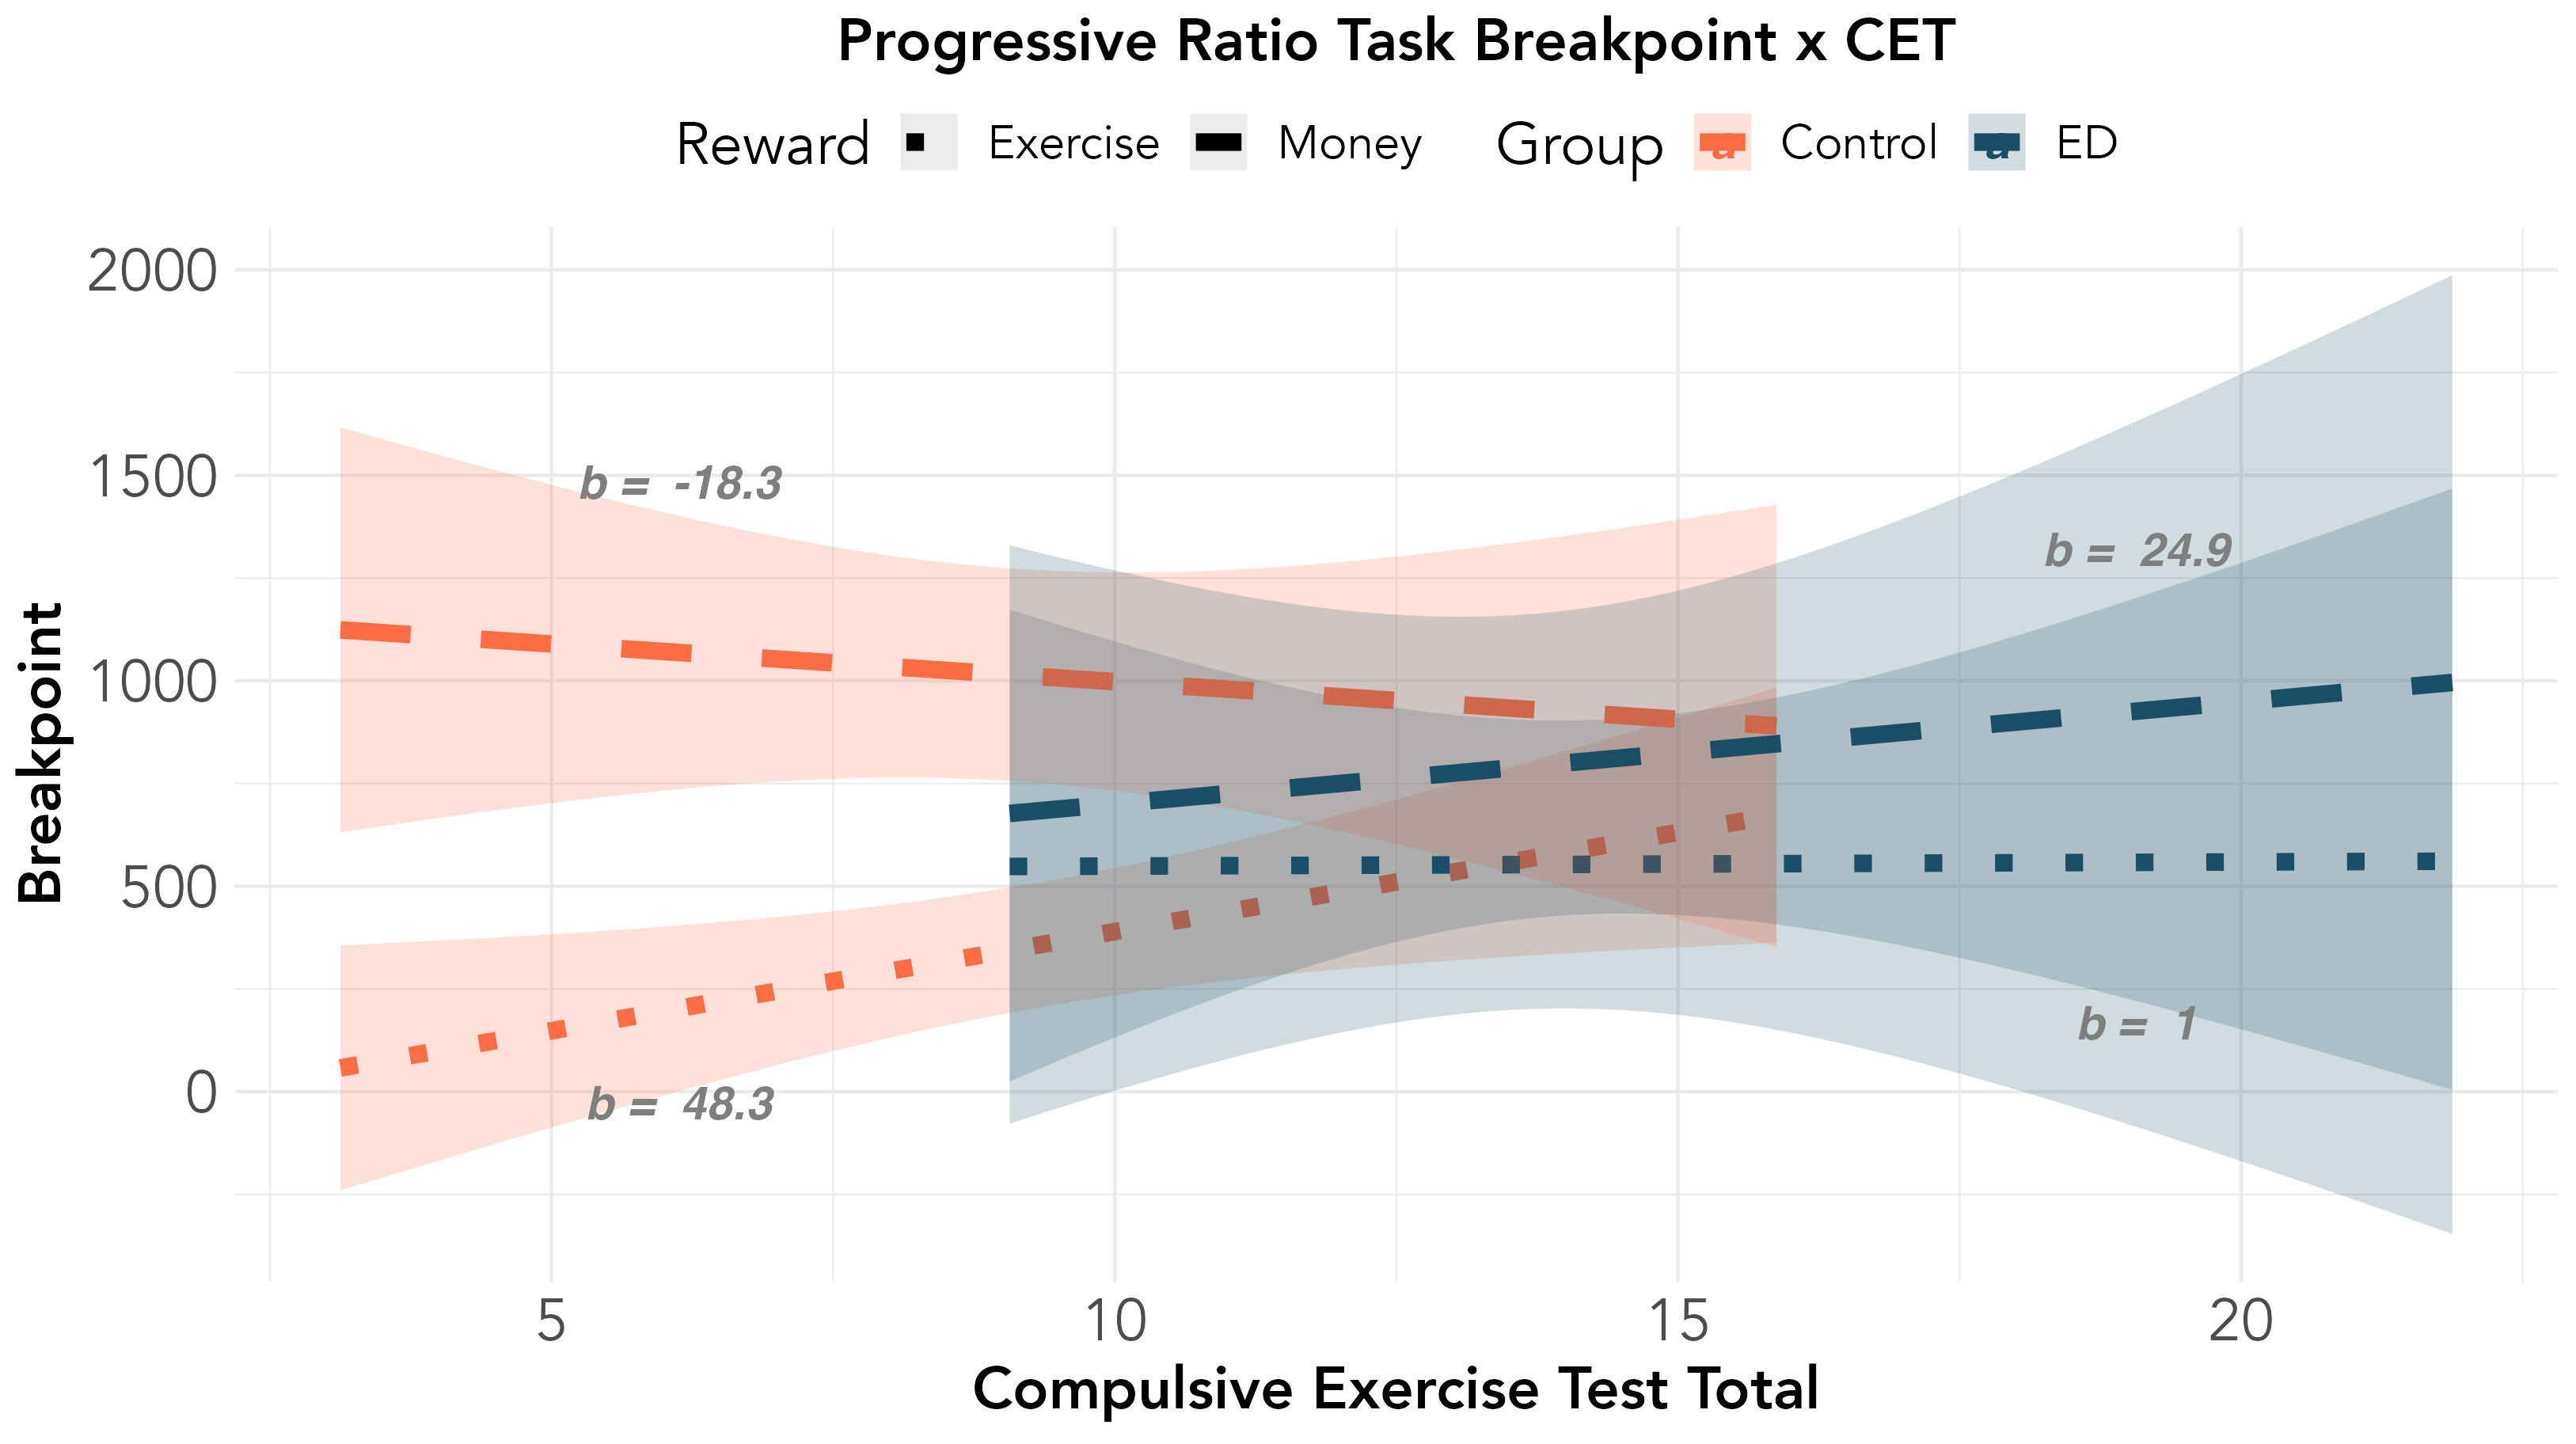 Progressive Ratio Task Breakpoint x CET
Reward Exercise Money Group a Control a ED
2000
1500
1000
500
0
Breakpoint
b = -18.3
b = 24.9
b = 1
b = 48.3
5 10 15 20
Compulsive Exercise Test Total